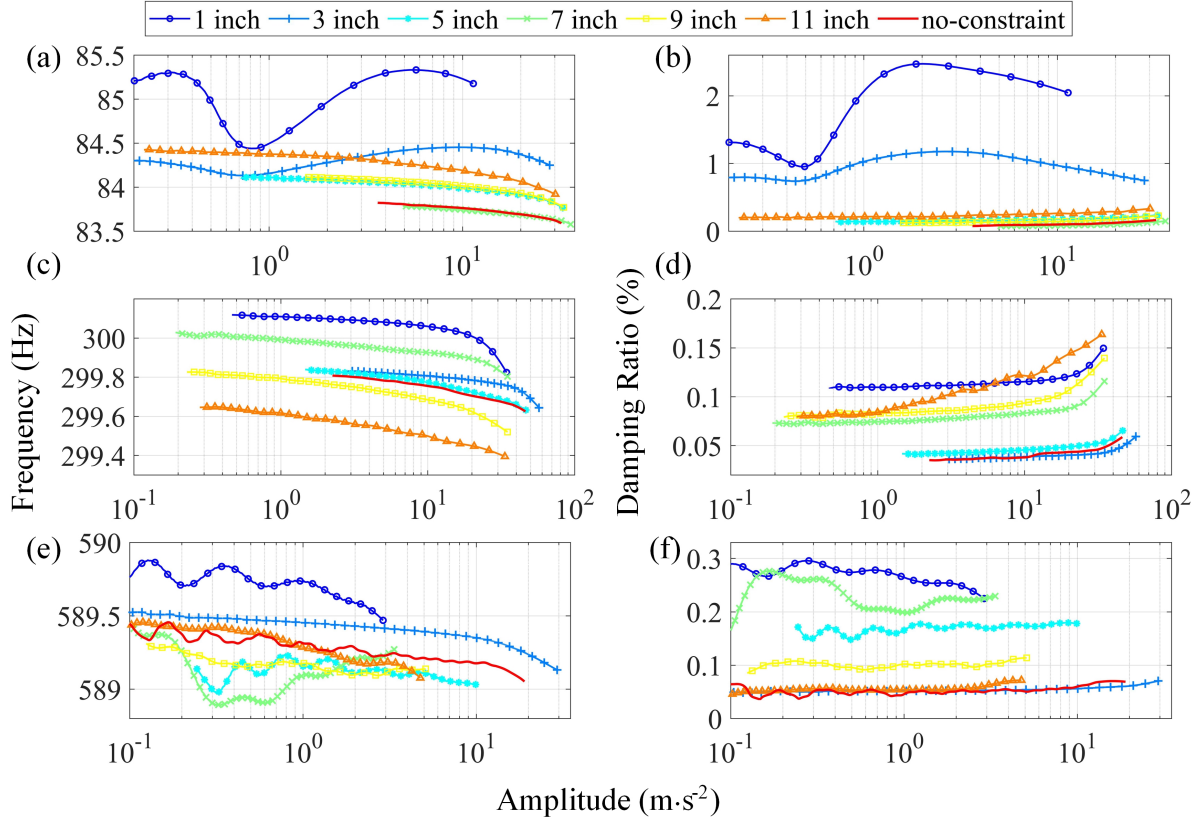 1 inch 3 inch 5 inch 7 inch 9 inch 11 inch no-constraint
(a) (b)
85.5
85
84.5
84
83.5
10^0 10^1
2
1
0
10^0 10^1
(c) (d)
300
299.8
299.6
299.4
10^-1 10^0 10^1 10^2
0.2
0.15
0.1
0.05
10^-1 10^0 10^1 10^2
(e) (f)
590
589.5
589
10^-1 10^0 10^1
0.3
0.2
0.1
0
10^-1 10^0 10^1
Frequency (Hz)
Damping Ratio (%)
Amplitude (m·s^-2)